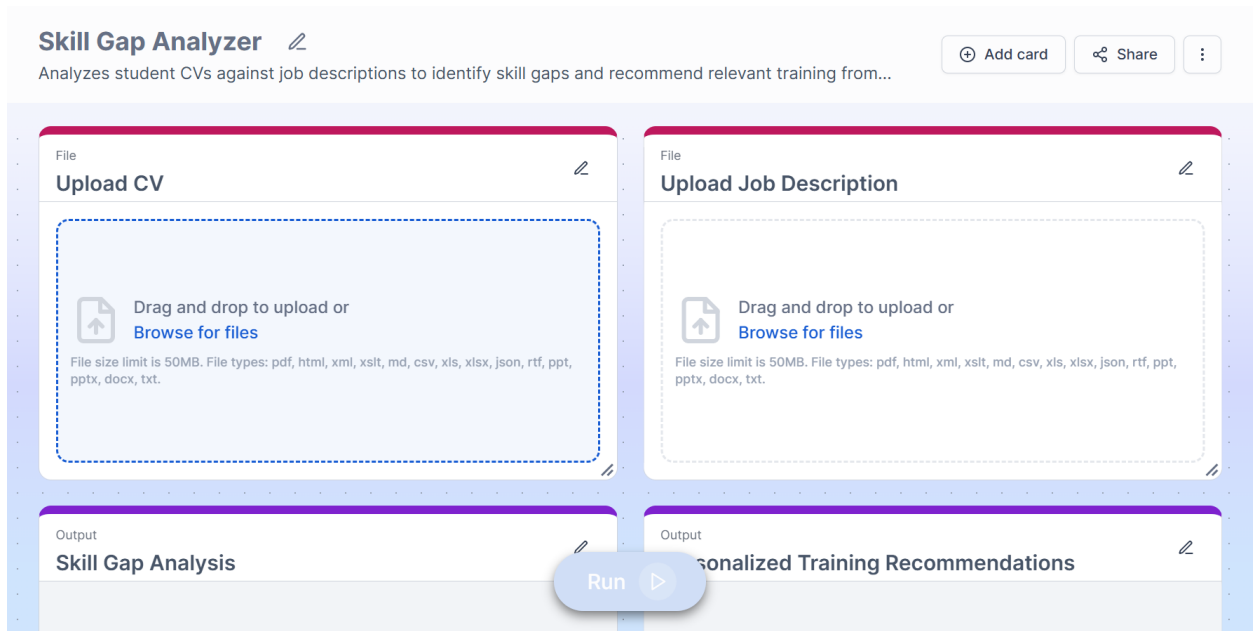 Skill Gap Analyzer
Analyzes student CVs against job descriptions to identify skill gaps and recommend relevant training from...
Add card
Share
File
Upload CV
Drag and drop to upload or
Browse for files
File size limit is 50MB. File types: pdf, html, xml, xslt, md, csv, xls, xlsx, json, rtf, ppt,
pptx, docx, txt.
File
Upload Job Description
Drag and drop to upload or
Browse for files
File size limit is 50MB. File types: pdf, html, xml, xslt, md, csv, xls, xlsx, json, rtf, ppt,
pptx, docx, txt.
Output
Skill Gap Analysis
Output
sonalized Training Recommendations
Run